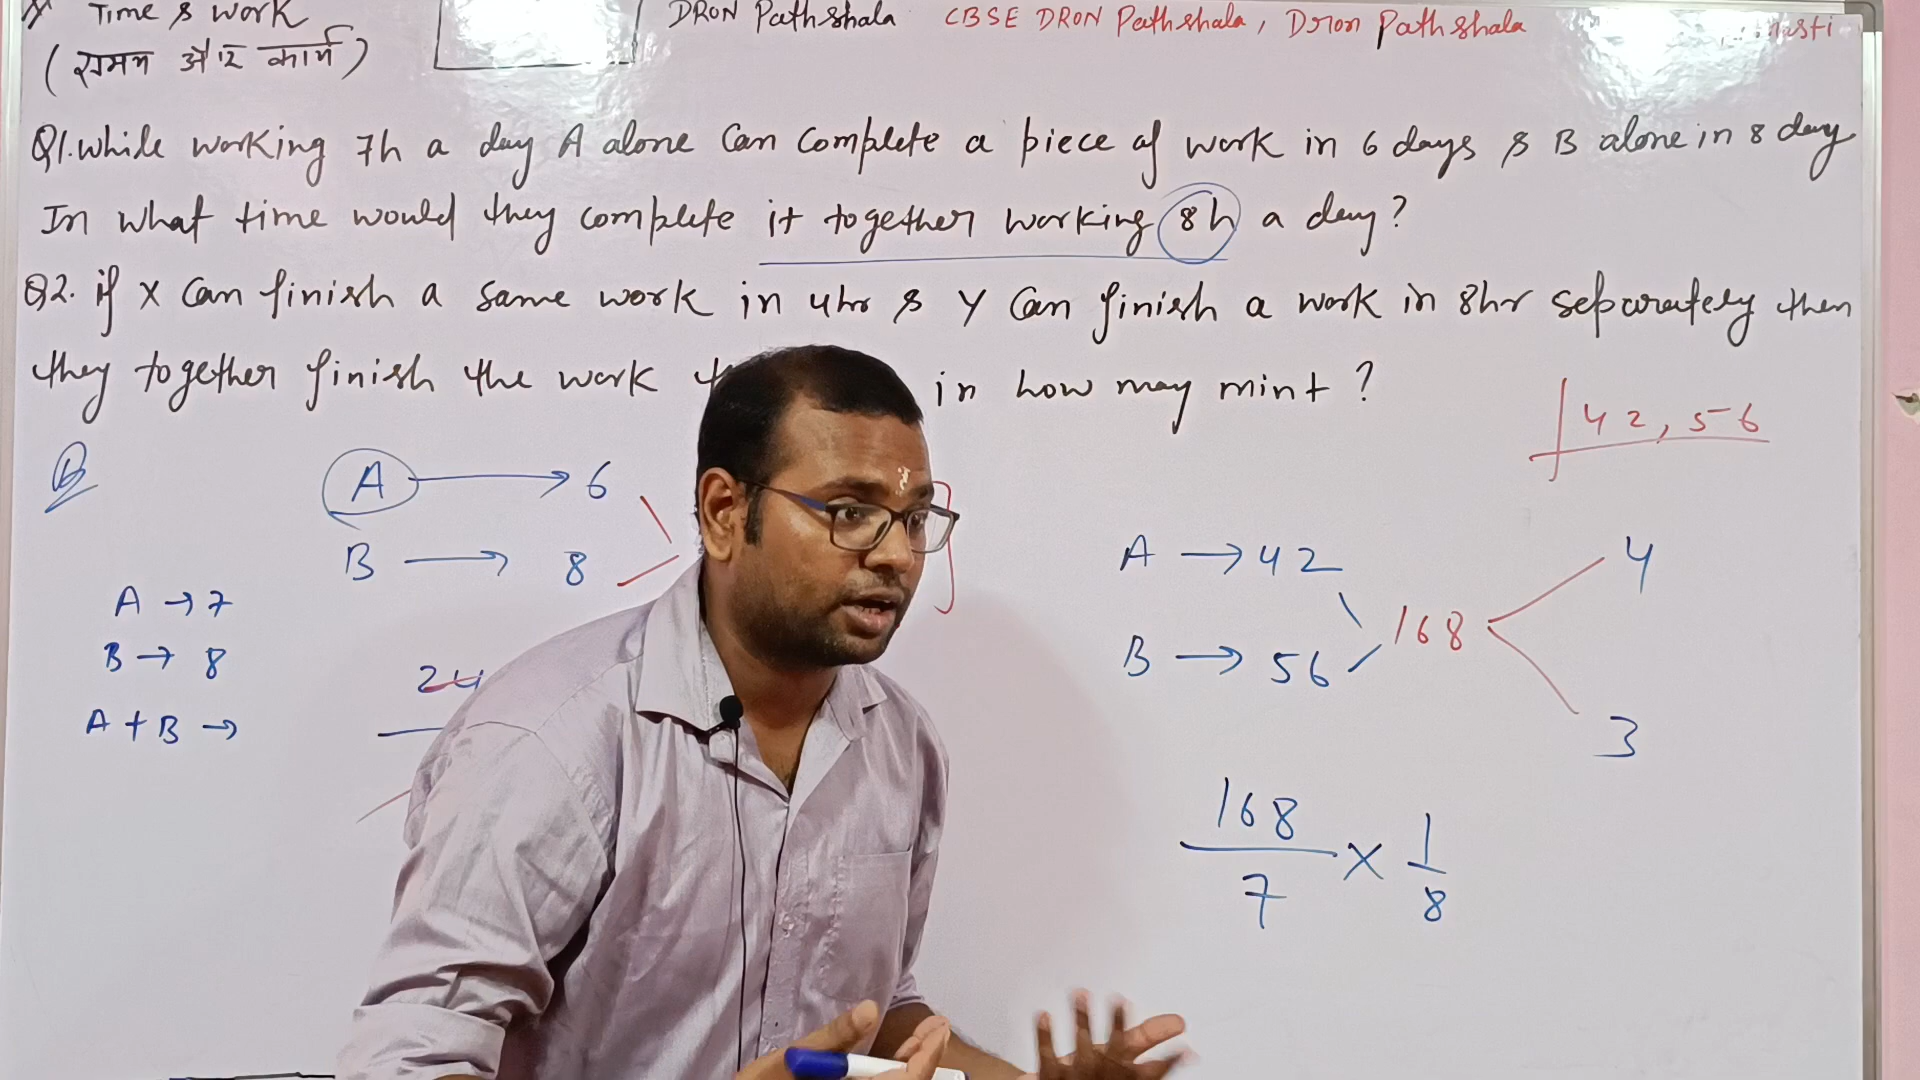 Time & work
(समय और कार्य)
DRON Pathshala CBSE DRON Pathshala, Dron Pathshala
Q1. While working 7h a day A alone Can Complete a piece of work in 6 days & B alone in 8 day
In what time would they complete it together working 8h a day?
Q2. if X Can finish a same work in 4hr & Y Can finish a work in 8hr separately then
they together finish the work in how may mint?
42, 56
A → 6
B → 8
A → 7
B → 8
A + B →
24
A → 42
B → 56
168
4
3
168/7 × 1/8